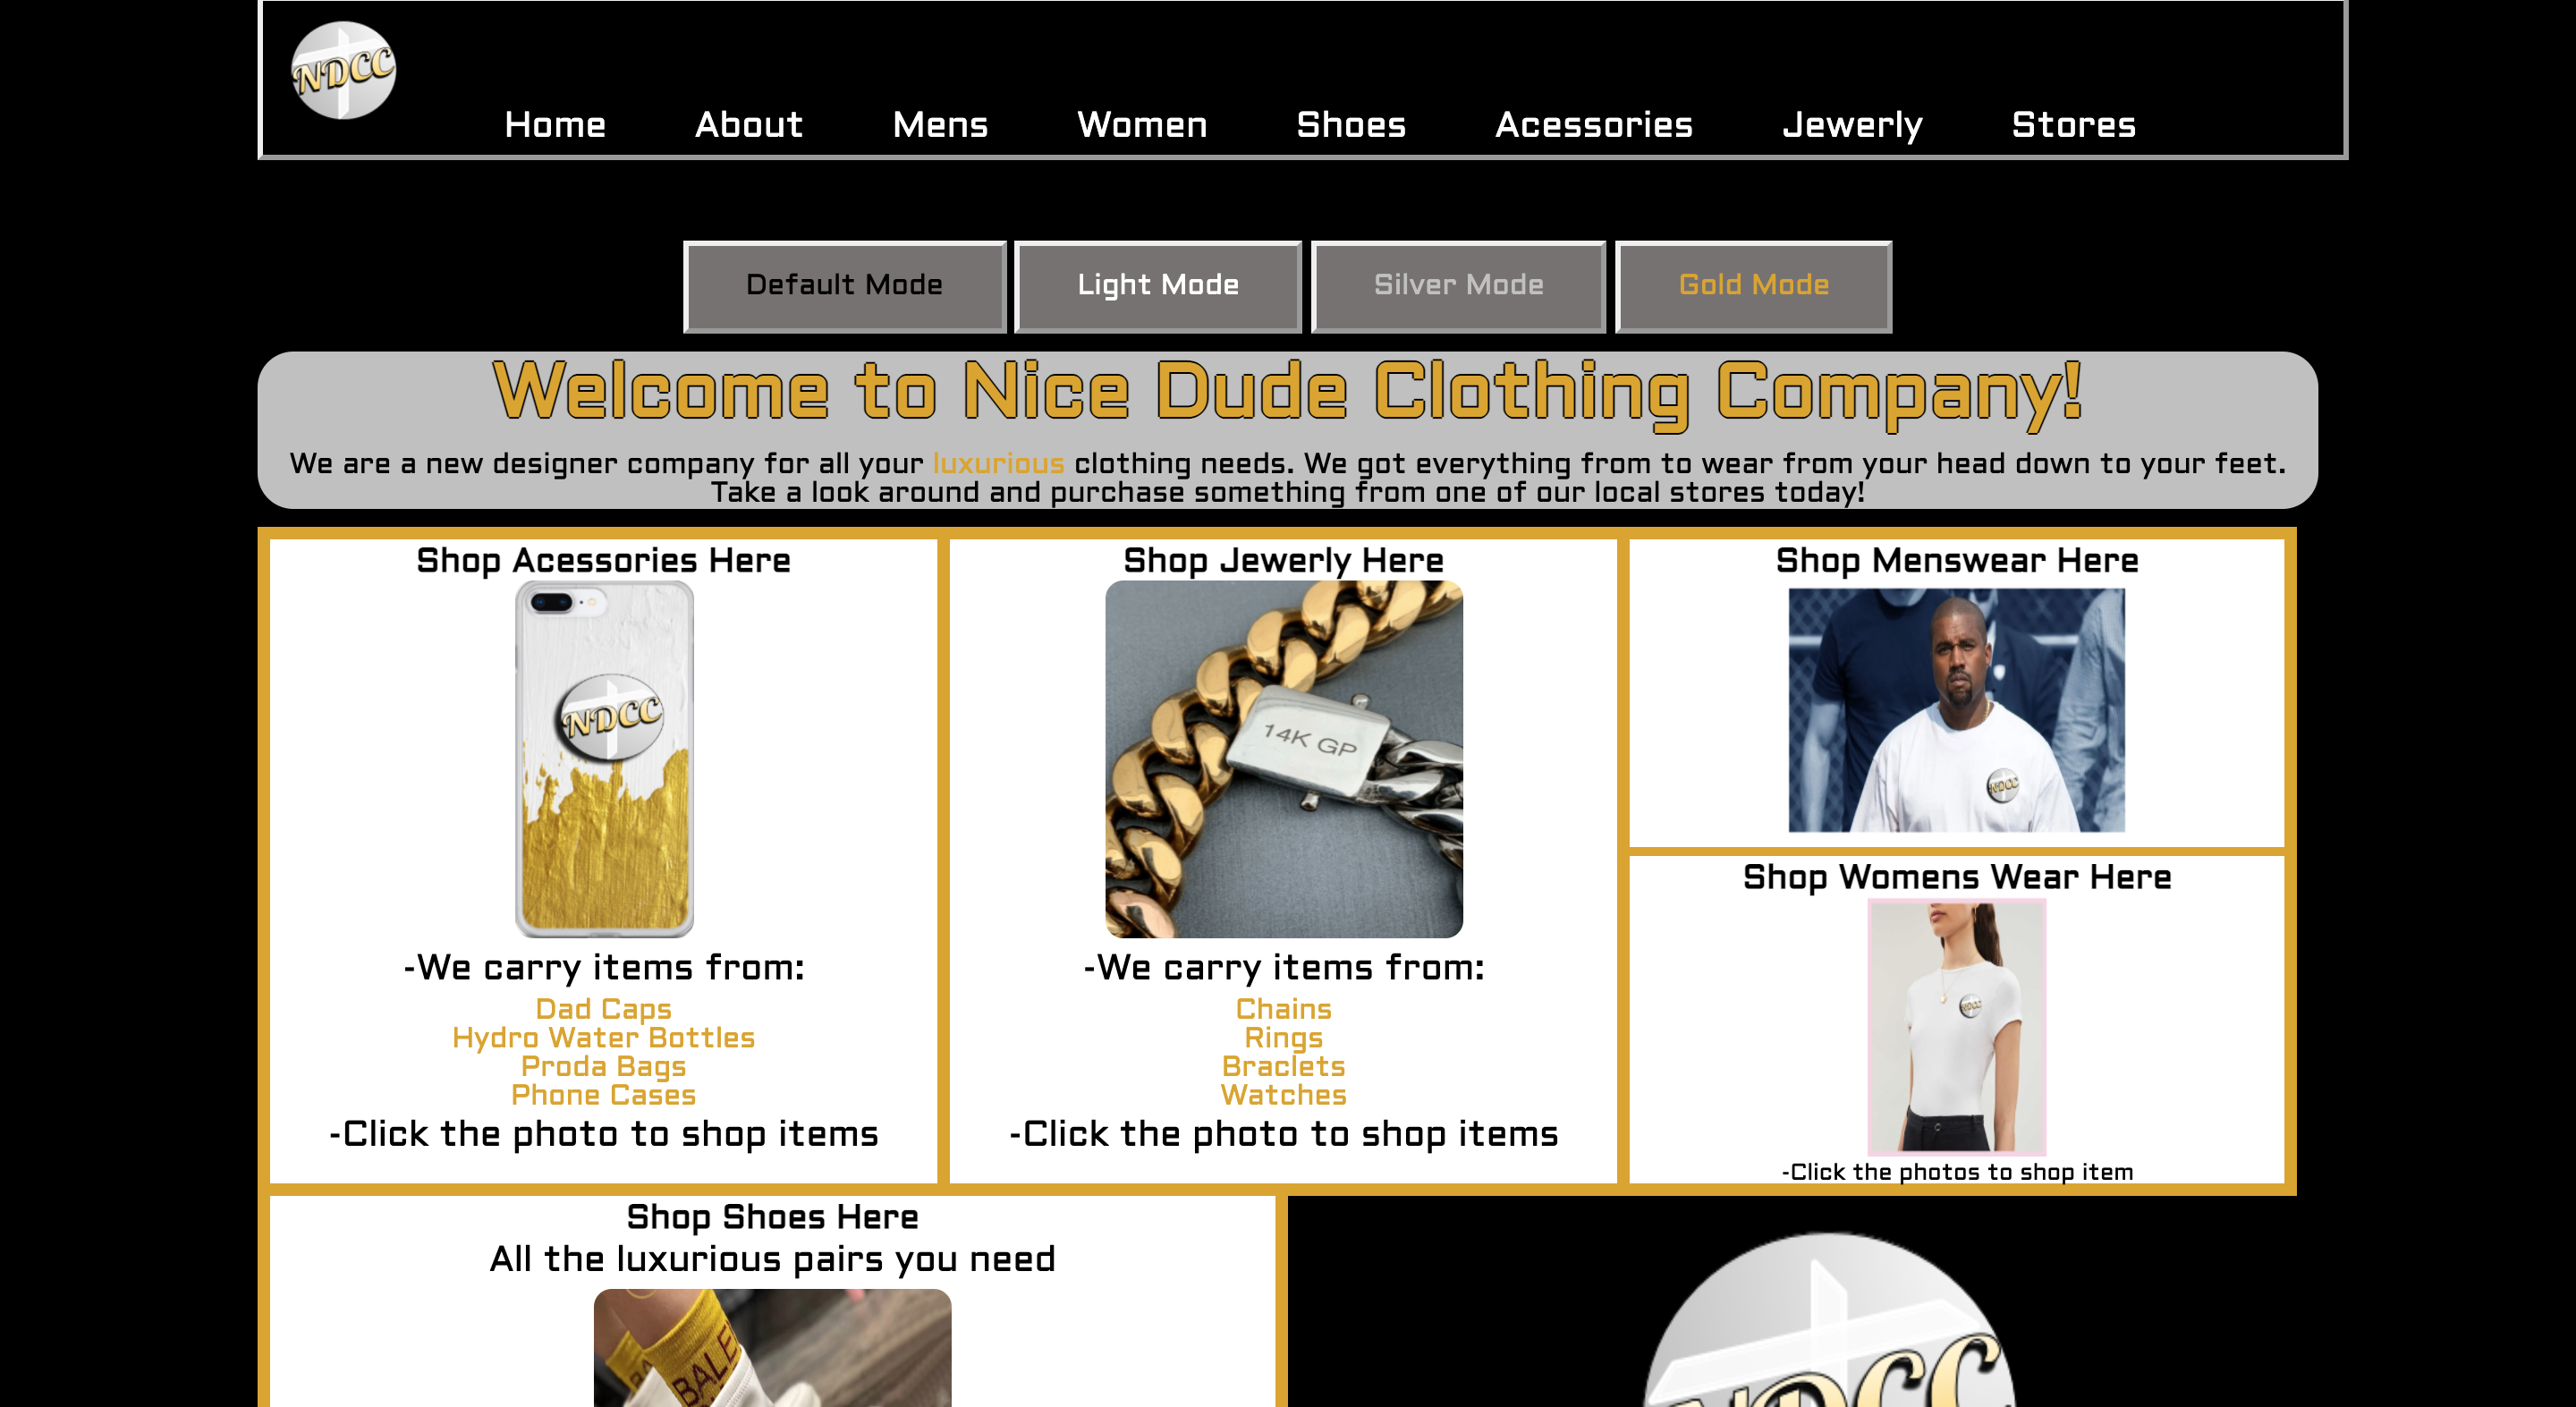 NDCC
Home About Mens Women Shoes Acessories Jewerly Stores
Default Mode Light Mode Silver Mode Gold Mode
Welcome to Nice Dude Clothing Company!
We are a new designer company for all your luxurious clothing needs. We got everything from to wear from your head down to your feet.
Take a look around and purchase something from one of our local stores today!
Shop Acessories Here
NDCC
-We carry items from:
Dad Caps
Hydro Water Bottles
Proda Bags
Phone Cases
-Click the photo to shop items
Shop Jewerly Here
14K GP
-We carry items from:
Chains
Rings
Braclets
Watches
-Click the photo to shop items
Shop Menswear Here
NDCC
Shop Womens Wear Here
NDCC
-Click the photos to shop item
Shop Shoes Here
All the luxurious pairs you need
BALE
NDCC